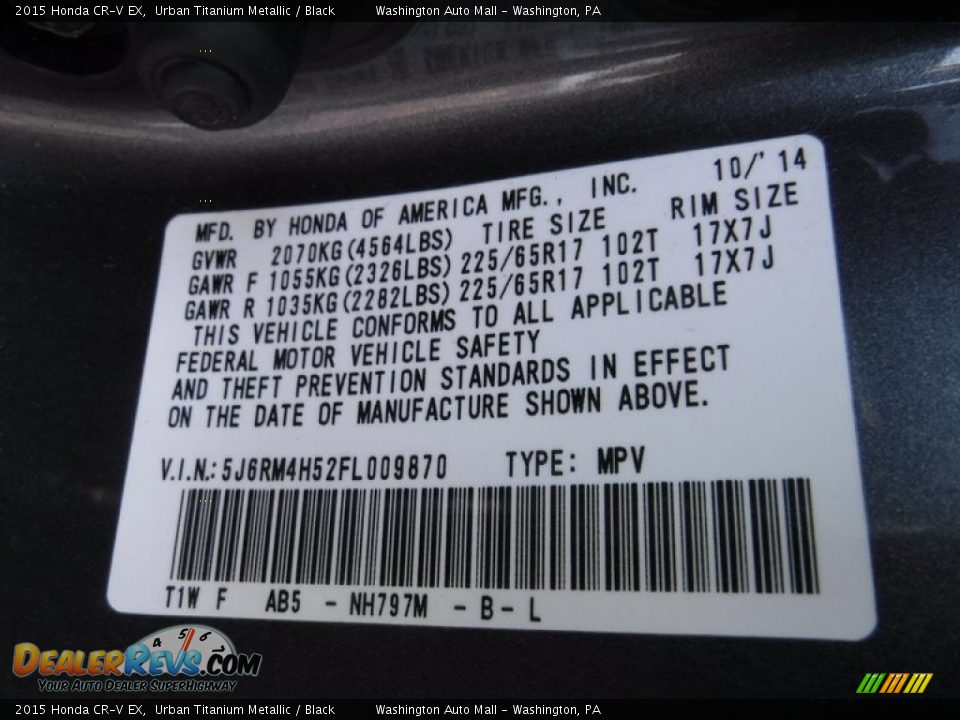 2015 Honda CR-V EX, Urban Titanium Metallic / Black Washington Auto Mall - Washington, PA
10/'14
MFD. BY HONDA OF AMERICA MFG., INC.
GVWR 2070KG(4564LBS) TIRE SIZE RIM SIZE
GAWR F 1055KG(2326LBS) 225/65R17 102T 17X7J
GAWR R 1035KG(2282LBS) 225/65R17 102T 17X7J
THIS VEHICLE CONFORMS TO ALL APPLICABLE
FEDERAL MOTOR VEHICLE SAFETY
AND THEFT PREVENTION STANDARDS IN EFFECT
ON THE DATE OF MANUFACTURE SHOWN ABOVE.
V.I.N.: 5J6RM4H52FL009870 TYPE: MPV
T1W F AB5 - NH797M - B - L
4 5 6
DEALERREVS.COM
YOUR AUTO DEALER SUPERHIGHWAY
2015 Honda CR-V EX, Urban Titanium Metallic / Black Washington Auto Mall - Washington, PA